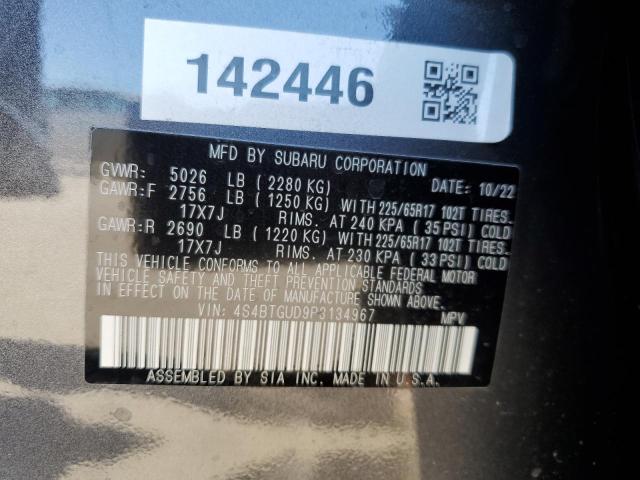 142446
MFD BY SUBARU CORPORATION
GVWR: 5026 LB (2280 KG) DATE: 10/22
GAWR:F 2756 LB (1250 KG) WITH 225/65R17 102T TIRES.
17X7J RIMS. AT 240 KPA (35 PSI) COLD
GAWR:R 2690 LB (1220 KG) WITH 225/65R17 102T TIRES.
17X7J RIMS. AT 230 KPA (33 PSI) COLD
THIS VEHICLE CONFORMS TO ALL APPLICABLE FEDERAL MOTOR
VEHICLE SAFETY AND THEFT PREVENTION STANDARDS
IN EFFECT ON THE DATE OF MANUFACTURE SHOWN ABOVE.
VIN: 4S4BTGUD9P3134967 MPV
ASSEMBLED BY SIA INC. MADE IN U.S.A.